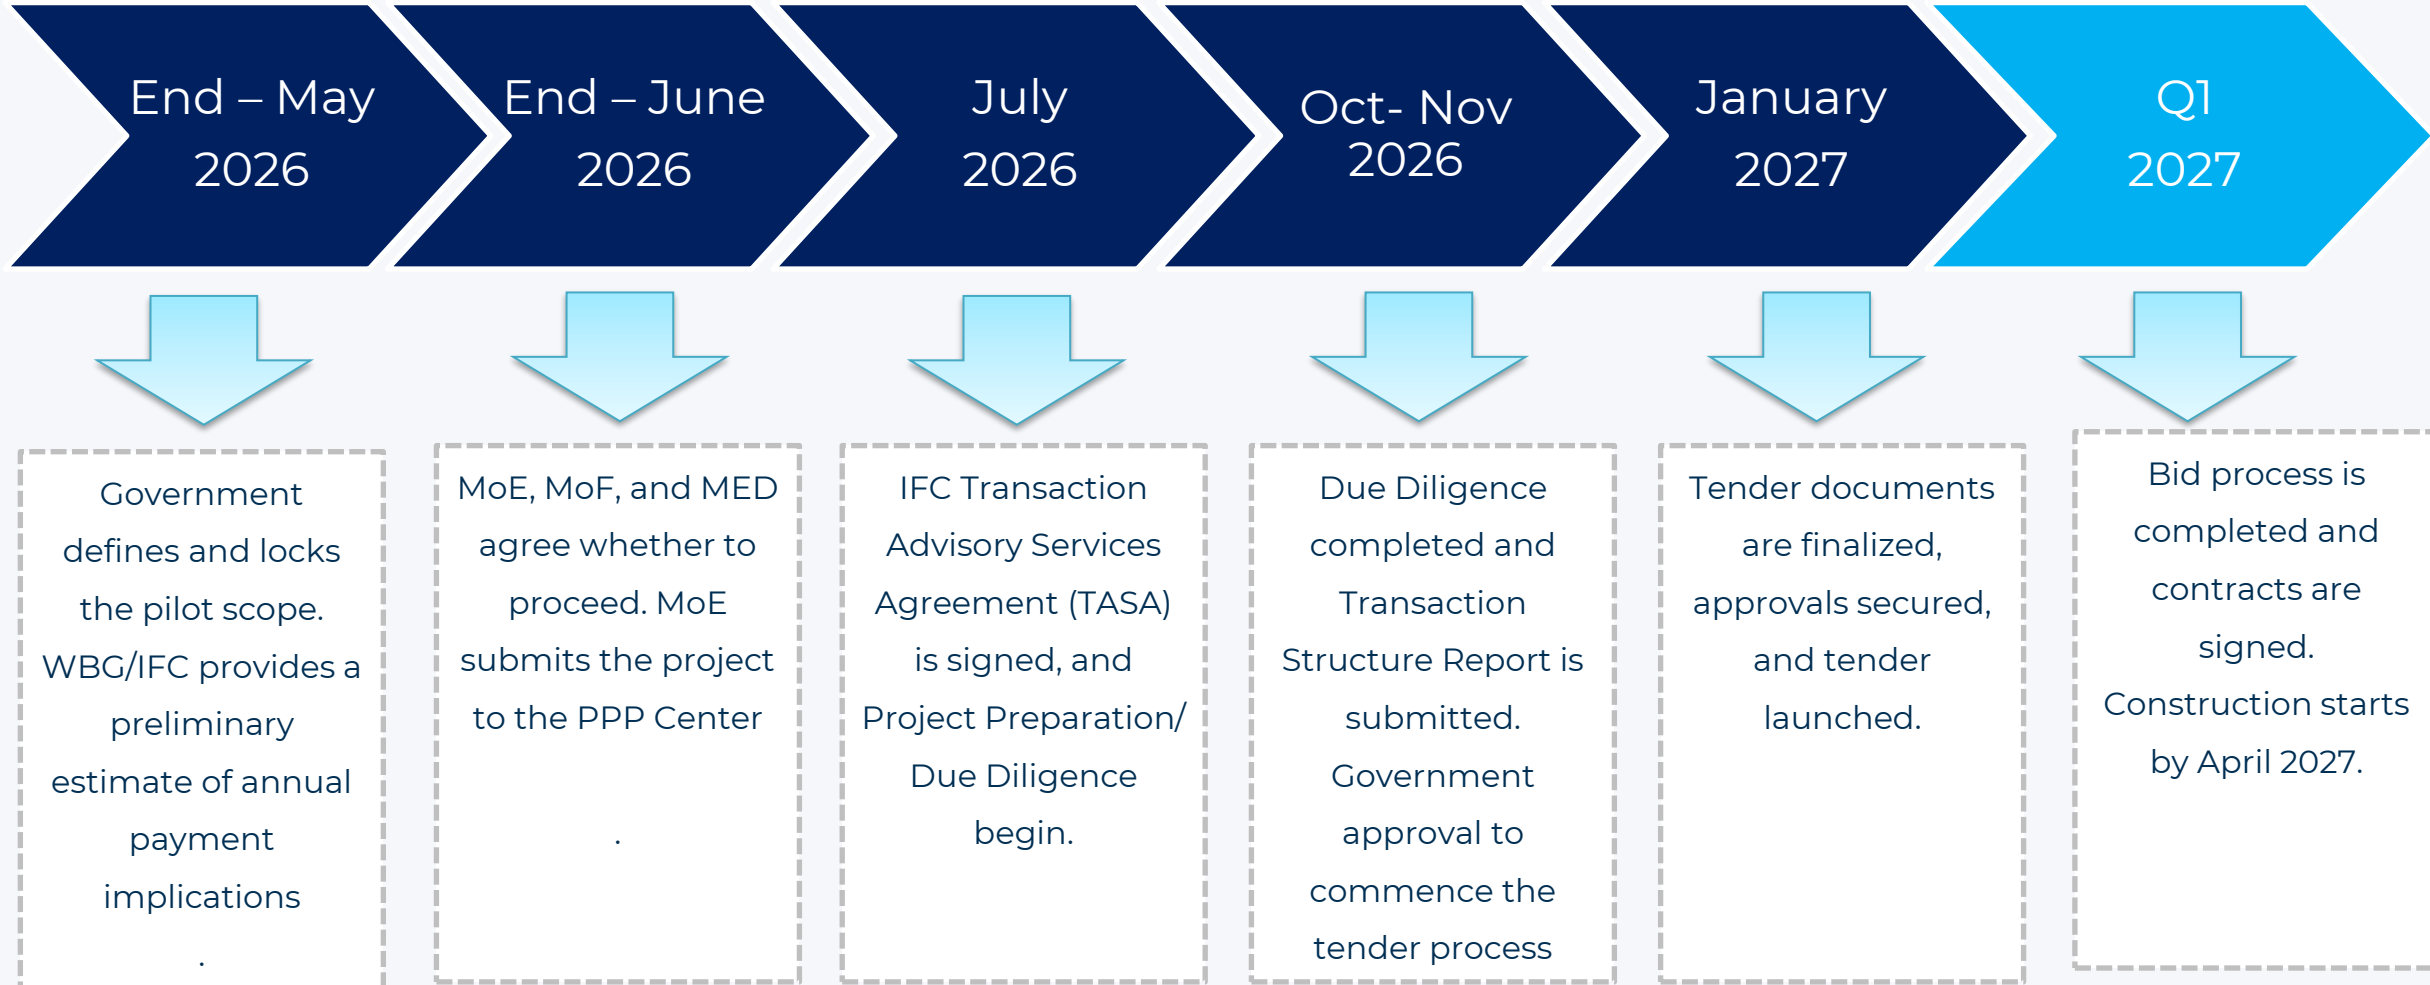 End – May
2026
End – June
2026
July
2026
Oct- Nov
2026
January
2027
Q1
2027
Government
defines and locks
the pilot scope.
WBG/IFC provides a
preliminary
estimate of annual
payment
implications
.
MoE, MoF, and MED
agree whether to
proceed. MoE
submits the project
to the PPP Center
.
IFC Transaction
Advisory Services
Agreement (TASA)
is signed, and
Project Preparation/
Due Diligence
begin.
Due Diligence
completed and
Transaction
Structure Report is
submitted.
Government
approval to
commence the
tender process
Tender documents
are finalized,
approvals secured,
and tender
launched.
Bid process is
completed and
contracts are
signed.
Construction starts
by April 2027.